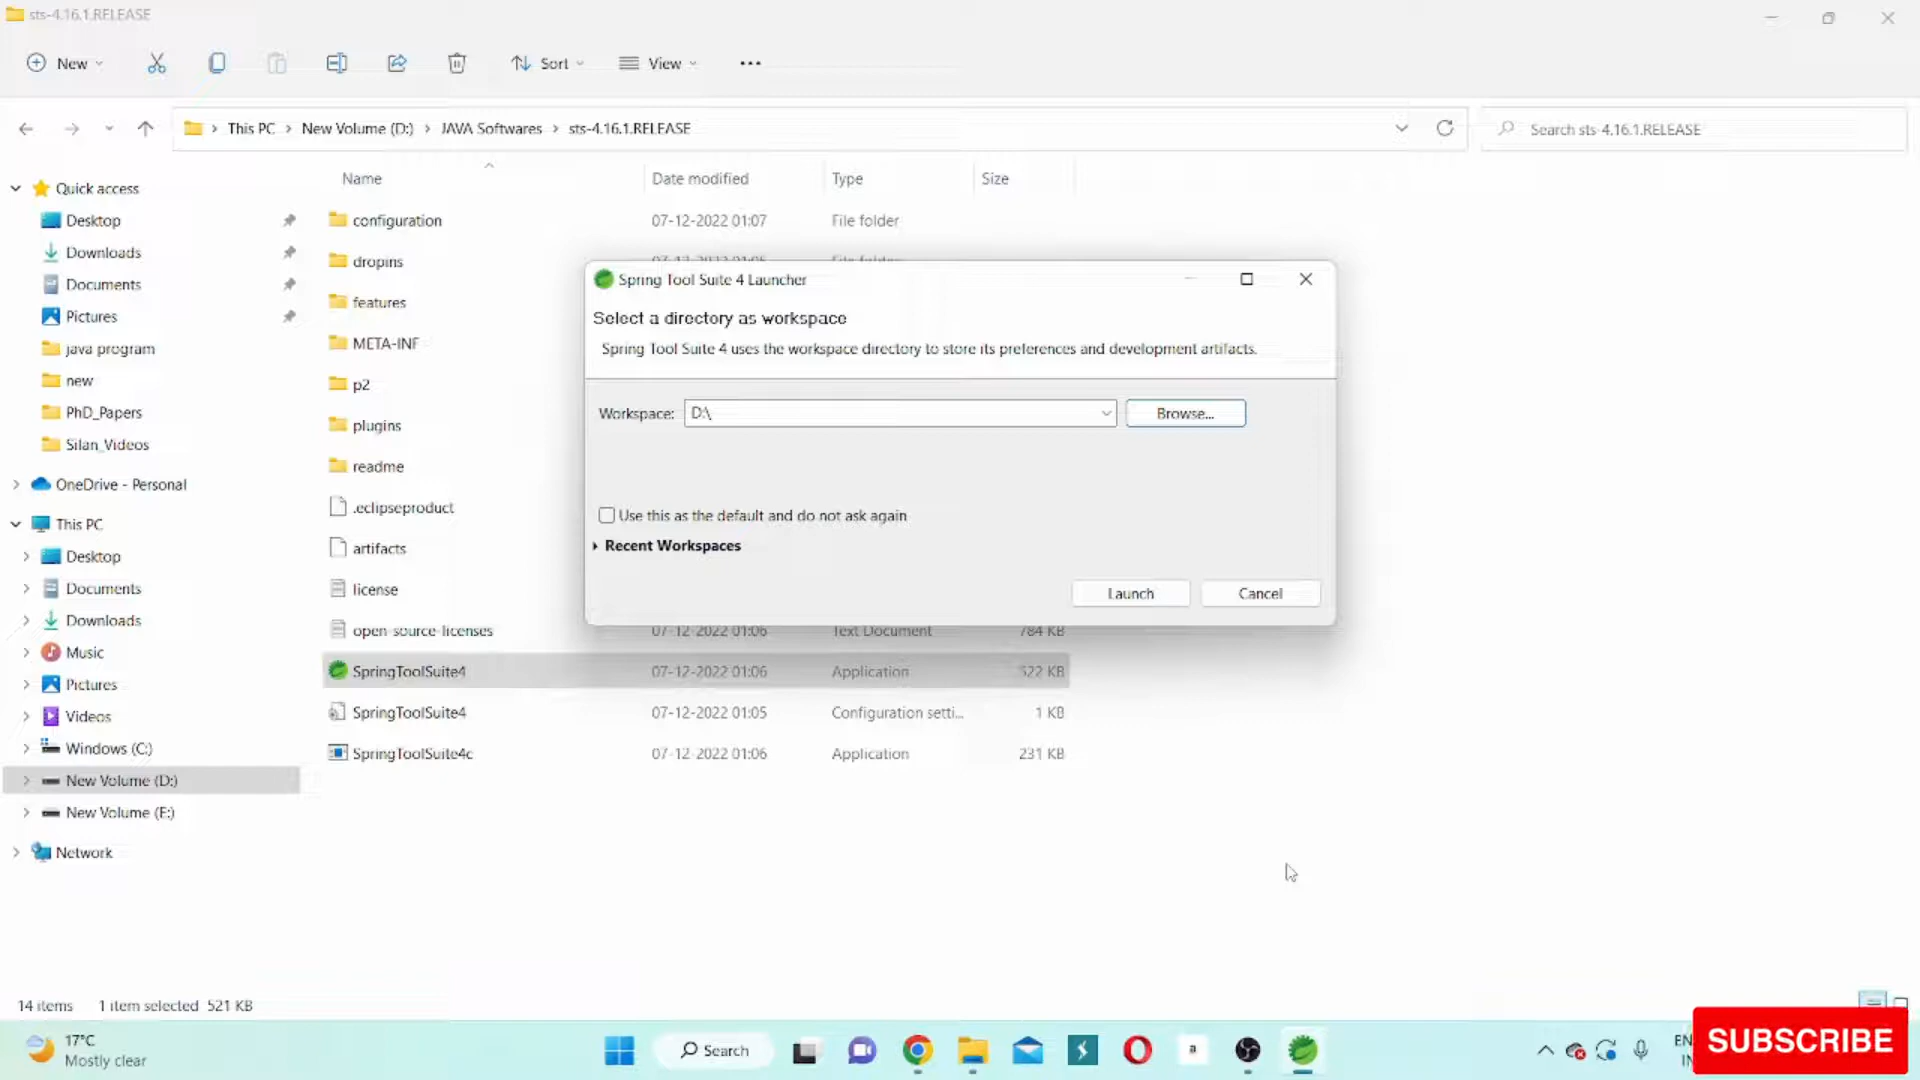 sts-4.16.1.RELEASE
New
Sort
View
This PC > New Volume (D:) > JAVA Softwares > sts-4.16.1.RELEASE
Search sts-4.16.1.RELEASE
Name Date modified Type Size
Quick access
Desktop
Downloads
Documents
Pictures
java program
new
PhD_Papers
Silan_Videos
OneDrive - Personal
This PC
Desktop
Documents
Downloads
Music
Pictures
Videos
Windows (C:)
New Volume (D:)
New Volume (E:)
Network
configuration 07-12-2022 01:07 File folder
dropins
features
META-INF
p2
plugins
readme
.eclipseproduct
artifacts
license
open-source-licenses 07-12-2022 01:06 Text Document 784 KB
SpringToolSuite4 07-12-2022 01:06 Application 522 KB
SpringToolSuite4 07-12-2022 01:05 Configuration setti... 1 KB
SpringToolSuite4c 07-12-2022 01:06 Application 231 KB
Spring Tool Suite 4 Launcher
Select a directory as workspace
Spring Tool Suite 4 uses the workspace directory to store its preferences and development artifacts.
Workspace: D:\ Browse...
Use this as the default and do not ask again
Recent Workspaces
Launch Cancel
14 items 1 item selected 521 KB
17°C
Mostly clear
Search
a
EN
IN
SUBSCRIBE